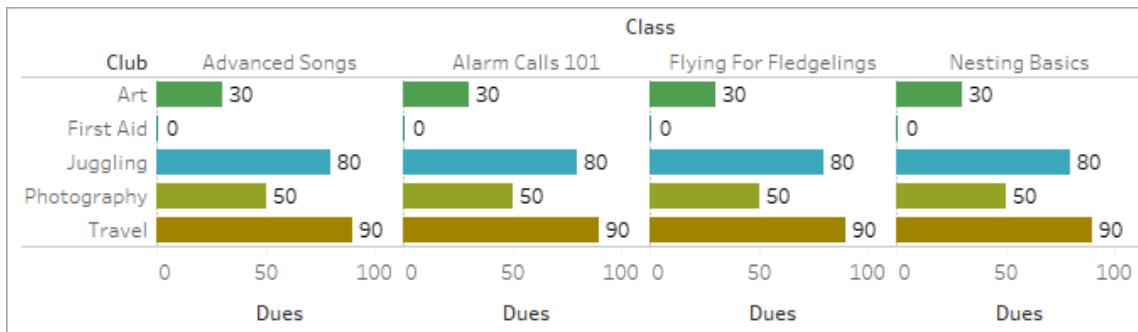 Class
Club Advanced Songs Alarm Calls 101 Flying For Fledgelings Nesting Basics
Art 30 30 30 30
First Aid 0 0 0 0
Juggling 80 80 80 80
Photography 50 50 50 50
Travel 90 90 90 90
0 50 100 0 50 100 0 50 100 0 50 100
Dues Dues Dues Dues